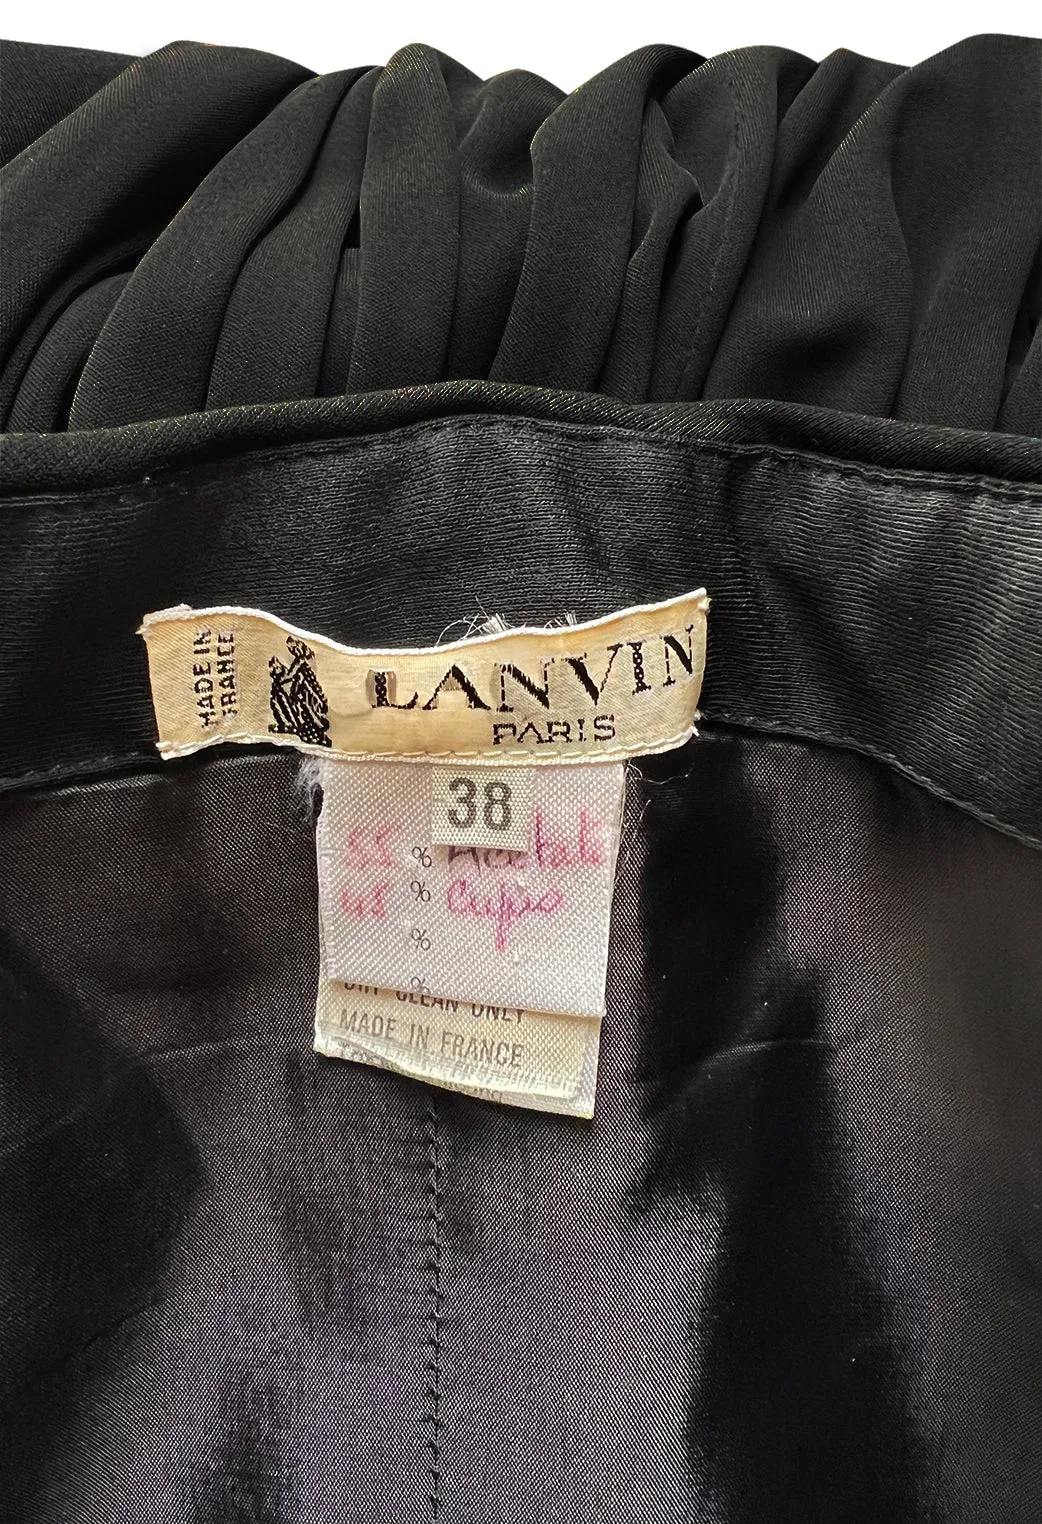 MADE IN
FRANCE
LANVIN
PARIS
38
55 % Acetate
45 % Cupro
%
%
DRY CLEAN ONLY
MADE IN FRANCE